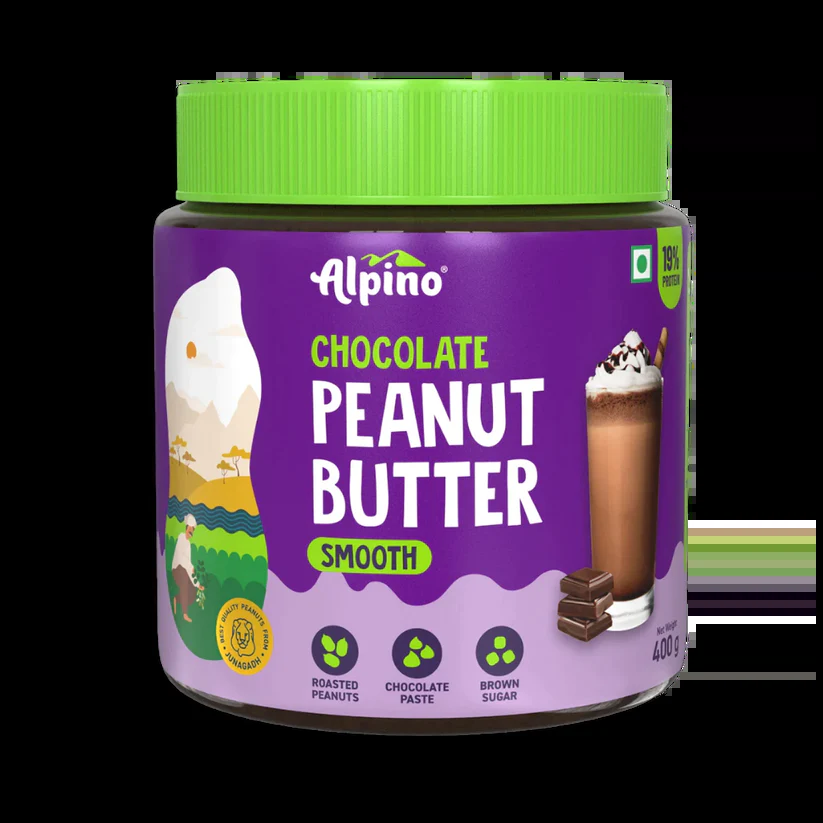 Alpino®
19%
PROTEIN
CHOCOLATE
PEANUT
BUTTER
SMOOTH
BEST QUALITY PEANUTS FROM
• JUNAGADH •
ROASTED
PEANUTS
CHOCOLATE
PASTE
BROWN
SUGAR
Net Weight
400 g